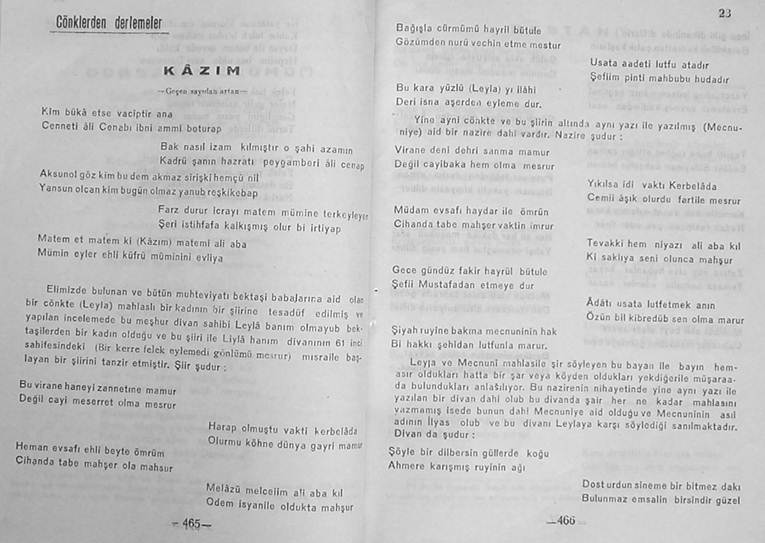 Cönklerden derlemeler
KÂZIM
—Geçen sayıdan artan—
Kim bükâ etse vaciptir ana
Cenneti âli Cenabı ibni ammi beturap
Bak nasıl izam kılmıştır o şahi azamın
Kadrü şanın hazratı peygamberi âli cenap
Aksunol göz kim bu dem akmaz sirişki hemçü nil
Yansun olcan kim bugün olmaz yanub reşkikebap
Farz durur icrayı matem mümine terkeyleyen
Şeri istihfafa kalkışmış olur bi irtiyap
Matem et matem ki (Kâzım) matemi ali aba
Mümin eyler ehli küfrü müminini evliya
Elimizde bulunan ve bütün muhteviyatı bektaşi babalarına aid olan
bir cönkte (Leyla) mahlaslı bir kadının bir şiirine tesadüf edilmiş ve
yapılan incelemede bu meşhur divan sahibi Leylâ hanım olmayub bek-
taşilerden bir kadın olduğu ve bu şiiri ile Liylâ hanım divanının 61 inci
sahifesindeki (Bir kerre felek eylemedi gönlümü mesrur) mısraile baş-
layan bir şiirini tanzir etmiştir. Şiir şudur :
Bu virane haneyi zannetme mamur
Değil cayi meserret olma mesrur
Harap olmuştu vakti kerbelâda
Olurmu köhne dünya gayri mamur
Heman evsafı ehli beyte ömrüm
Cihanda tabe mahşer ola mahsur
Melâzü melceiim ali aba kıl
Odem isyanile oldukta mahşur
— 465—
23
Bağışla cürmümü hayril bütule
Gözümden nurü vechin etme mestur
Usata aadeti lutfu atadır
Şefiim pinti mahbubu hudadır
Bu kara yüzlü (Leyla) yı ilâhi
Deri isna aşerden eyleme dur.
Yine ayni cönkte ve bu şiirin altında aynı yazı ile yazılmış (Mecnu-
niye) aid bir nazire dahi vardır. Nazire şudur :
Virane deni dehri sanma mamur
Değil cayibaka hem olma mesrur
Yıkılsa idi vaktı Kerbelâda
Cemii âşık olurdu fartile mesrur
Müdam evsafı haydar ile ömrün
Cihanda tabe mahşer vaktin imrur
Tevakki hem niyazı ali aba kıl
Ki saklıya seni olunca mahşur
Gece gündüz fakir hayrül bütule
Şefii Mustafadan etmeye dur
Âdâtı usata lutfetmek anın
Özün bil kibredüb sen olma marur
Şiyah ruyine bakma mecnuninin hak
Bi hakkı şehidan lutfunla marur.
Leyla ve Mecnuni mahlasile şir söyleyen bu bayan ile bayın hem-
asır oldukları hatta bir şar veya köyden oldukları yekdiğerile müşaraa-
da bulundukları anlaşılıyor. Bu nazirenin nihayetinde yine aynı yazı ile
yazılan bir divan dahi olub bu divanda şair her ne kadar mahlasını
yazmamış isede bunun dahi Mecnuniye aid olduğu ve Mecnuninin asıl
adının İlyas olub ve bu divanı Leylaya karşı söylediği sanılmaktadır.
Divan da şudur :
Şöyle bir dilbersin güllerde koğu
Ahmere karışmış ruyinin ağı
Dost urdun sineme bir bitmez dakı
Bulunmaz emsalin birsindir güzel
—466